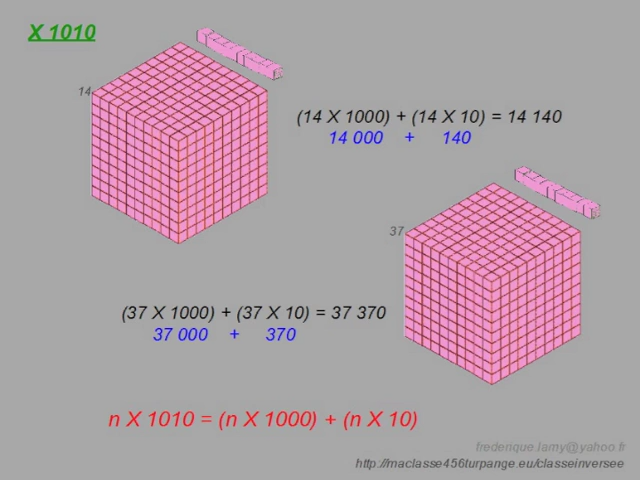 X 1010
14
(14 X 1000) + (14 X 10) = 14 140
14 000 + 140
37
(37 X 1000) + (37 X 10) = 37 370
37 000 + 370
n X 1010 = (n X 1000) + (n X 10)
frederique.lamy@yahoo.fr
http://maclasse456turpange.eu/classeinversee